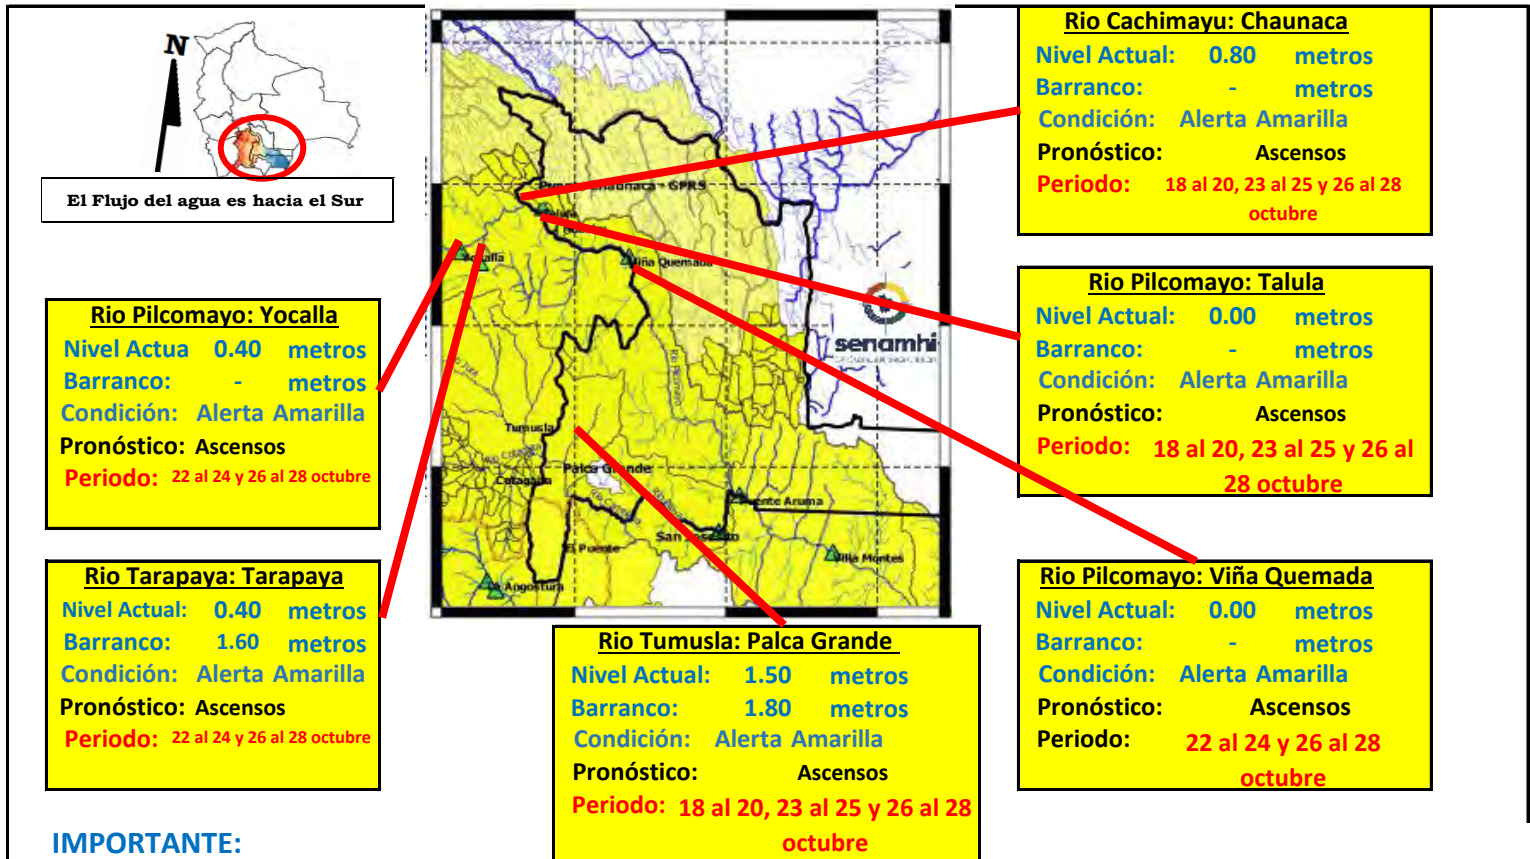 N
El Flujo del agua es hacia el Sur
Rio Pilcomayo: Yocalla
Nivel Actua 0.40 metros
Barranco: - metros
Condición: Alerta Amarilla
Pronóstico: Ascensos
Periodo: 22 al 24 y 26 al 28 octubre
Rio Tarapaya: Tarapaya
Nivel Actual: 0.40 metros
Barranco: 1.60 metros
Condición: Alerta Amarilla
Pronóstico: Ascensos
Periodo: 22 al 24 y 26 al 28 octubre
IMPORTANTE:
Chaunaca - GPRS
Viña Quemada
senamhi
Tumusla
Palca Grande
Cotagaita
Puente Aruma
San Josecito
El Puente
Villa Montes
Angostura
Rio Tumusla: Palca Grande
Nivel Actual: 1.50 metros
Barranco: 1.80 metros
Condición: Alerta Amarilla
Pronóstico: Ascensos
Periodo: 18 al 20, 23 al 25 y 26 al 28
octubre
Rio Cachimayu: Chaunaca
Nivel Actual: 0.80 metros
Barranco: - metros
Condición: Alerta Amarilla
Pronóstico: Ascensos
Periodo: 18 al 20, 23 al 25 y 26 al 28
octubre
Rio Pilcomayo: Talula
Nivel Actual: 0.00 metros
Barranco: - metros
Condición: Alerta Amarilla
Pronóstico: Ascensos
Periodo: 18 al 20, 23 al 25 y 26 al
28 octubre
Rio Pilcomayo: Viña Quemada
Nivel Actual: 0.00 metros
Barranco: - metros
Condición: Alerta Amarilla
Pronóstico: Ascensos
Periodo: 22 al 24 y 26 al 28
octubre